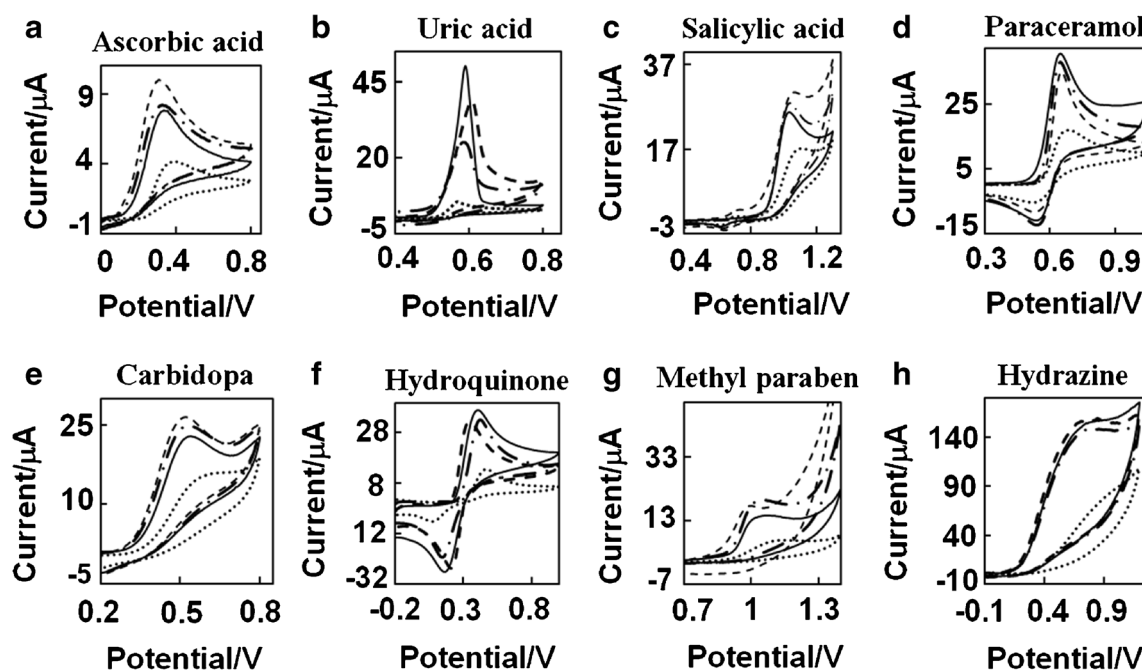 a Ascorbic acid
Current/μA
9
4
-1
0 0.4 0.8
Potential/V
b Uric acid
Current/μA
45
20
-5
0.4 0.6 0.8
Potential/V
c Salicylic acid
Current/μA
37
17
-3
0.4 0.8 1.2
Potential/V
d Paraceramol
Current/μA
25
5
-15
0.3 0.6 0.9
Potential/V
e Carbidopa
Current/μA
25
10
-5
0.2 0.5 0.8
Potential/V
f Hydroquinone
Current/μA
28
8
12
-32
-0.2 0.3 0.8
Potential/V
g Methyl paraben
Current/μA
33
13
-7
0.7 1 1.3
Potential/V
h Hydrazine
Current/μA
140
90
40
-10
-0.1 0.4 0.9
Potential/V